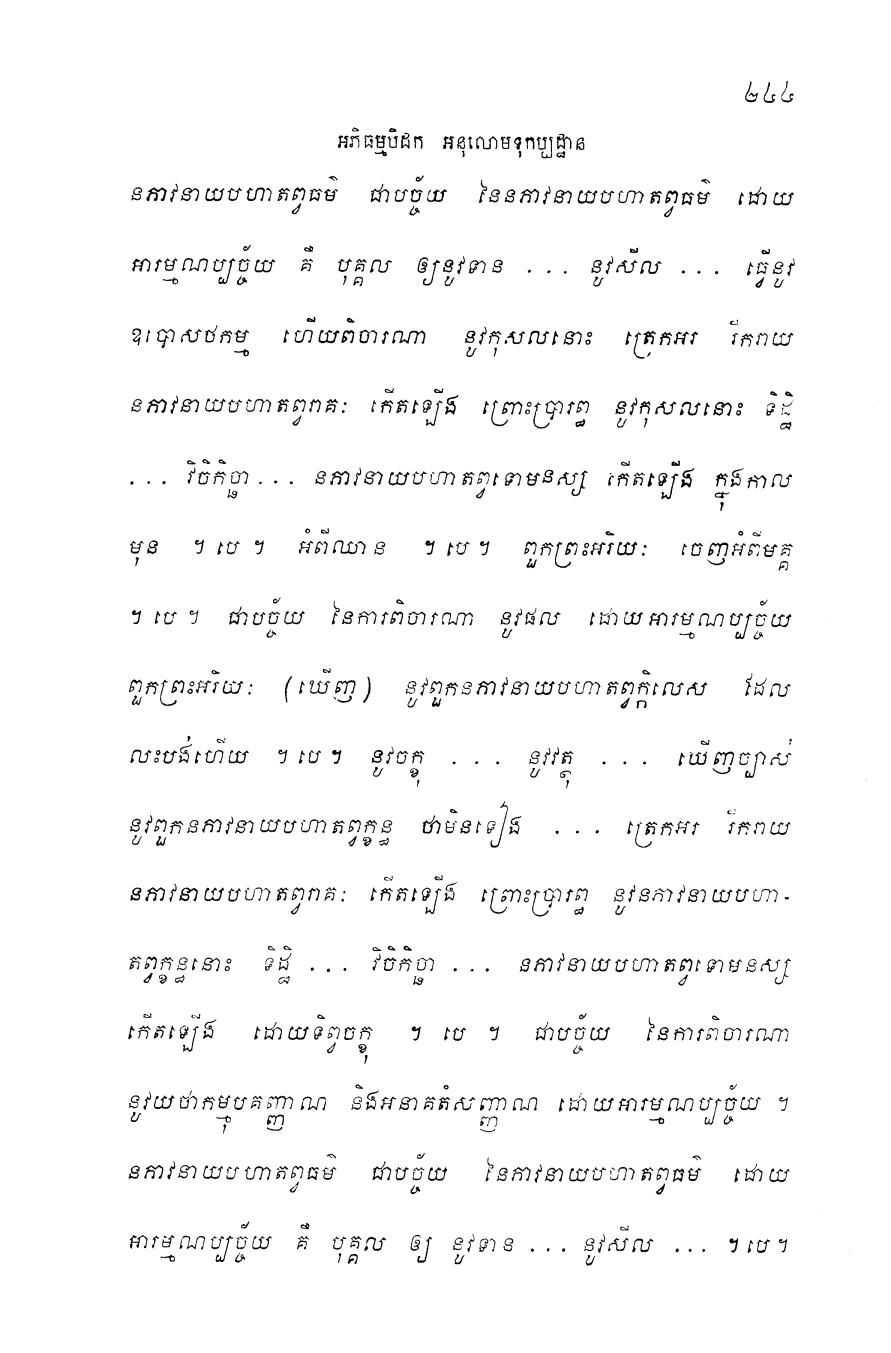 ២៤៤
អភិធម្មបិដក អនុលោមទុកប្បដ្ឋាន
នភាវនាយបហាតព្វធម៌ ជាបច្ច័យ នៃនភាវនាយបហាតព្វធម៌ ដោយ
អារម្មណប្បច្ច័យ គឺ បុគ្គល ឲ្យនូវទាន ... នូវសីល ... ធ្វើនូវ
ឧបោសថកម្ម ហើយពិចារណា នូវកុសលនោះ ត្រេកអរ រីករាយ
នភាវនាយបហាតព្វរាគៈ កើតឡើង ព្រោះប្រារព្ធ នូវកុសលនោះ ទិដ្ឋិ
... វិចិកិច្ឆា ... នភាវនាយបហាតព្វទោមនស្ស កើតឡើង ក្នុងកាល
មុន ។ បេ ។ អំពីឈាន ។ បេ ។ ពួកព្រះអរិយៈ ចេញអំពីមគ្គ
។ បេ ។ ជាបច្ច័យ នៃការពិចារណា នូវផល ដោយអារម្មណប្បច្ច័យ
ពួកព្រះអរិយៈ (ឃើញ) នូវពួកនភាវនាយបហាតព្វក្កិលេស ដែល
លះបង់ហើយ ។ បេ ។ នូវចក្ខុ ... នូវវត្ថុ ... ឃើញច្បាស់
នូវពួកនភាវនាយបហាតព្វក្ខន្ធ ថាមិនទៀង ... ត្រេកអរ រីករាយ
នភាវនាយបហាតព្វរាគៈ កើតឡើង ព្រោះប្រារព្ធ នូវនភាវនាយបហា-
តព្វក្ខន្ធនោះ ទិដ្ឋិ ... វិចិកិច្ឆា ... នភាវនាយបហាតព្វទោមនស្ស
កើតឡើង ដោយទិព្វចក្ខុ ។ បេ ។ ជាបច្ច័យ នៃការពិចារណា
នូវយថាកម្មុបគញ្ញាណ និងអនាគតំសញ្ញាណ ដោយអារម្មណប្បច្ច័យ ។
នភាវនាយបហាតព្វធម៌ ជាបច្ច័យ នៃភាវនាយបហាតព្វធម៌ ដោយ
អារម្មណប្បច្ច័យ គឺ បុគ្គល ឲ្យ នូវទាន ... នូវសីល ... ។ បេ ។